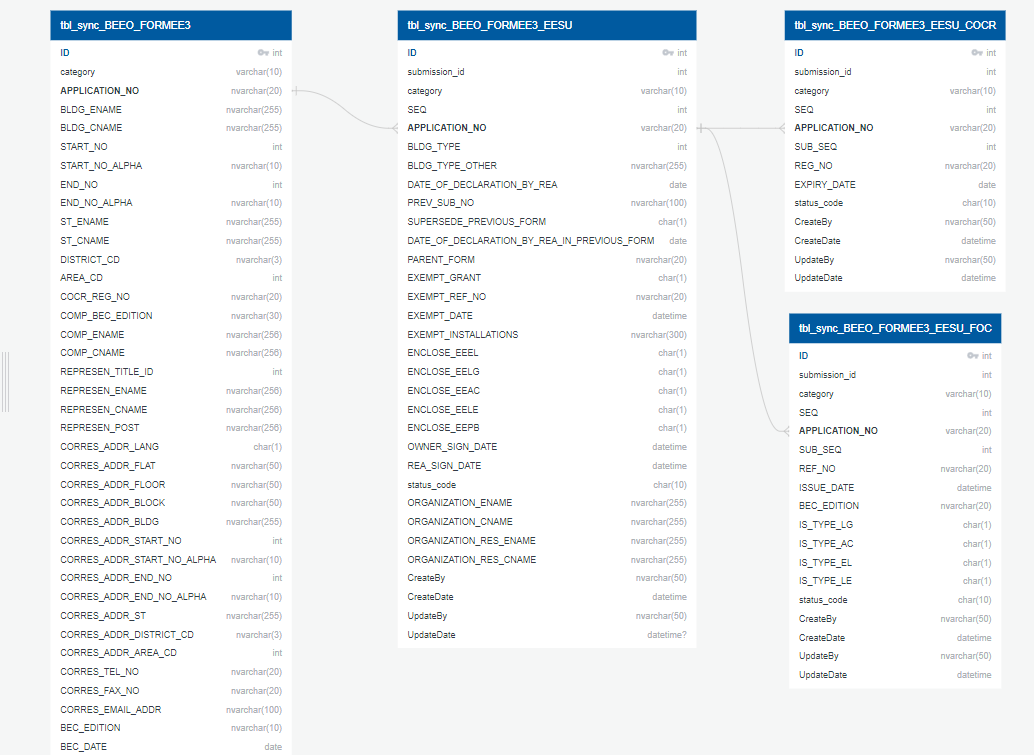 tbl_sync_BEEO_FORMEE3
ID int
category varchar(10)
APPLICATION_NO nvarchar(20)
BLDG_ENAME nvarchar(255)
BLDG_CNAME nvarchar(255)
START_NO int
START_NO_ALPHA nvarchar(10)
END_NO int
END_NO_ALPHA nvarchar(10)
ST_ENAME nvarchar(255)
ST_CNAME nvarchar(255)
DISTRICT_CD nvarchar(3)
AREA_CD int
COCR_REG_NO nvarchar(20)
COMP_BEC_EDITION nvarchar(30)
COMP_ENAME nvarchar(256)
COMP_CNAME nvarchar(256)
REPRESEN_TITLE_ID int
REPRESEN_ENAME nvarchar(256)
REPRESEN_CNAME nvarchar(256)
REPRESEN_POST nvarchar(256)
CORRES_ADDR_LANG char(1)
CORRES_ADDR_FLAT nvarchar(50)
CORRES_ADDR_FLOOR nvarchar(50)
CORRES_ADDR_BLOCK nvarchar(50)
CORRES_ADDR_BLDG nvarchar(255)
CORRES_ADDR_START_NO int
CORRES_ADDR_START_NO_ALPHA nvarchar(10)
CORRES_ADDR_END_NO int
CORRES_ADDR_END_NO_ALPHA nvarchar(10)
CORRES_ADDR_ST nvarchar(255)
CORRES_ADDR_DISTRICT_CD nvarchar(3)
CORRES_ADDR_AREA_CD int
CORRES_TEL_NO nvarchar(20)
CORRES_FAX_NO nvarchar(20)
CORRES_EMAIL_ADDR nvarchar(100)
BEC_EDITION nvarchar(10)
BEC_DATE date
tbl_sync_BEEO_FORMEE3_EESU
ID int
submission_id int
category varchar(10)
SEQ int
APPLICATION_NO varchar(20)
BLDG_TYPE int
BLDG_TYPE_OTHER nvarchar(255)
DATE_OF_DECLARATION_BY_REA date
PREV_SUB_NO nvarchar(100)
SUPERSEDE_PREVIOUS_FORM char(1)
DATE_OF_DECLARATION_BY_REA_IN_PREVIOUS_FORM date
PARENT_FORM nvarchar(20)
EXEMPT_GRANT char(1)
EXEMPT_REF_NO nvarchar(20)
EXEMPT_DATE datetime
EXEMPT_INSTALLATIONS nvarchar(300)
ENCLOSE_EEEL char(1)
ENCLOSE_EELG char(1)
ENCLOSE_EEAC char(1)
ENCLOSE_EELE char(1)
ENCLOSE_EEPB char(1)
OWNER_SIGN_DATE datetime
REA_SIGN_DATE datetime
status_code char(10)
ORGANIZATION_ENAME nvarchar(255)
ORGANIZATION_CNAME nvarchar(255)
ORGANIZATION_RES_ENAME nvarchar(255)
ORGANIZATION_RES_CNAME nvarchar(255)
CreateBy nvarchar(50)
CreateDate datetime
UpdateBy nvarchar(50)
UpdateDate datetime?
tbl_sync_BEEO_FORMEE3_EESU_COCR
ID int
submission_id int
category varchar(10)
SEQ int
APPLICATION_NO varchar(20)
SUB_SEQ int
REG_NO nvarchar(20)
EXPIRY_DATE date
status_code char(10)
CreateBy nvarchar(50)
CreateDate datetime
UpdateBy nvarchar(50)
UpdateDate datetime
tbl_sync_BEEO_FORMEE3_EESU_FOC
ID int
submission_id int
category varchar(10)
SEQ int
APPLICATION_NO varchar(20)
SUB_SEQ int
REF_NO nvarchar(20)
ISSUE_DATE datetime
BEC_EDITION nvarchar(20)
IS_TYPE_LG char(1)
IS_TYPE_AC char(1)
IS_TYPE_EL char(1)
IS_TYPE_LE char(1)
status_code char(10)
CreateBy nvarchar(50)
CreateDate datetime
UpdateBy nvarchar(50)
UpdateDate datetime